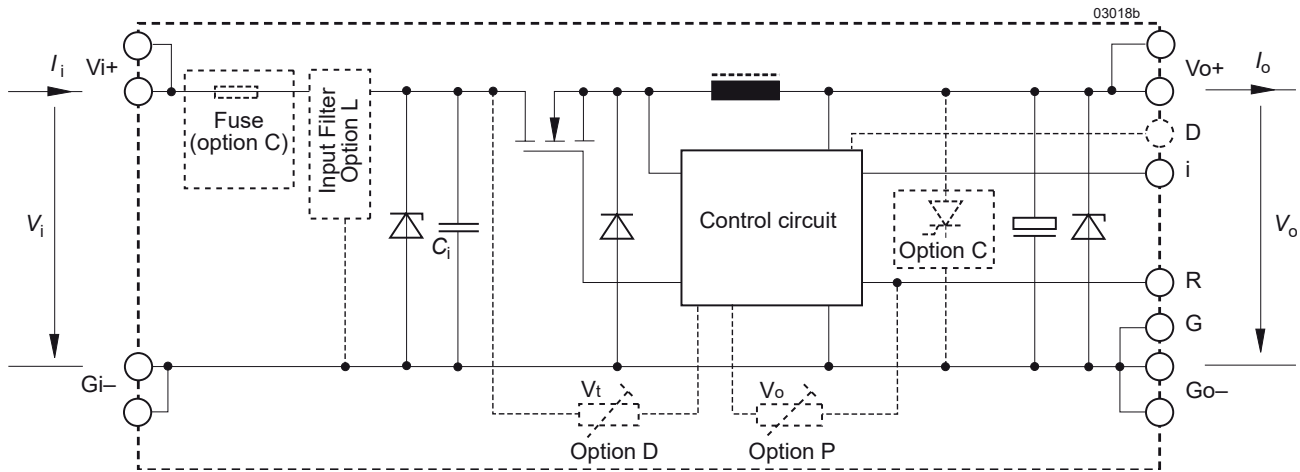 03018b
Ii
Vi+
Vo+
Io
Fuse
(option C)
Input Filter
Option L
D
i
Vi
Ci
Control circuit
Option C
Vo
R
G
Gi–
Go–
Vt
Vo
Option D
Option P